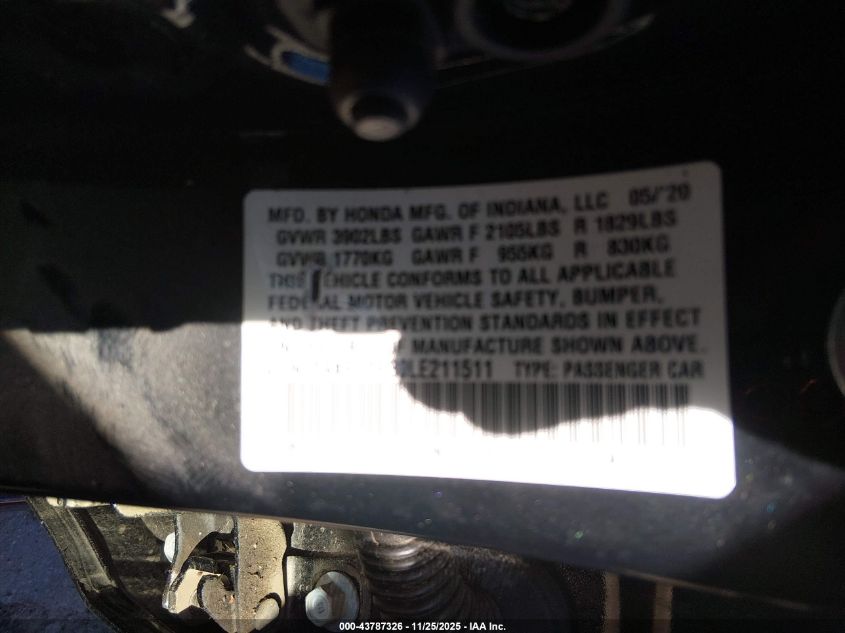 MFD. BY HONDA MFG. OF INDIANA, LLC 05/'20
GVWR 3902LBS GAWR F 2105LBS R 1829LBS
GVWR 1770KG GAWR F 955KG R 830KG
THIS VEHICLE CONFORMS TO ALL APPLICABLE
FEDERAL MOTOR VEHICLE SAFETY, BUMPER,
AND THEFT PREVENTION STANDARDS IN EFFECT
MANUFACTURE SHOWN ABOVE.
LE211511 TYPE: PASSENGER CAR
000-43787326 - 11/25/2025 - IAA Inc.